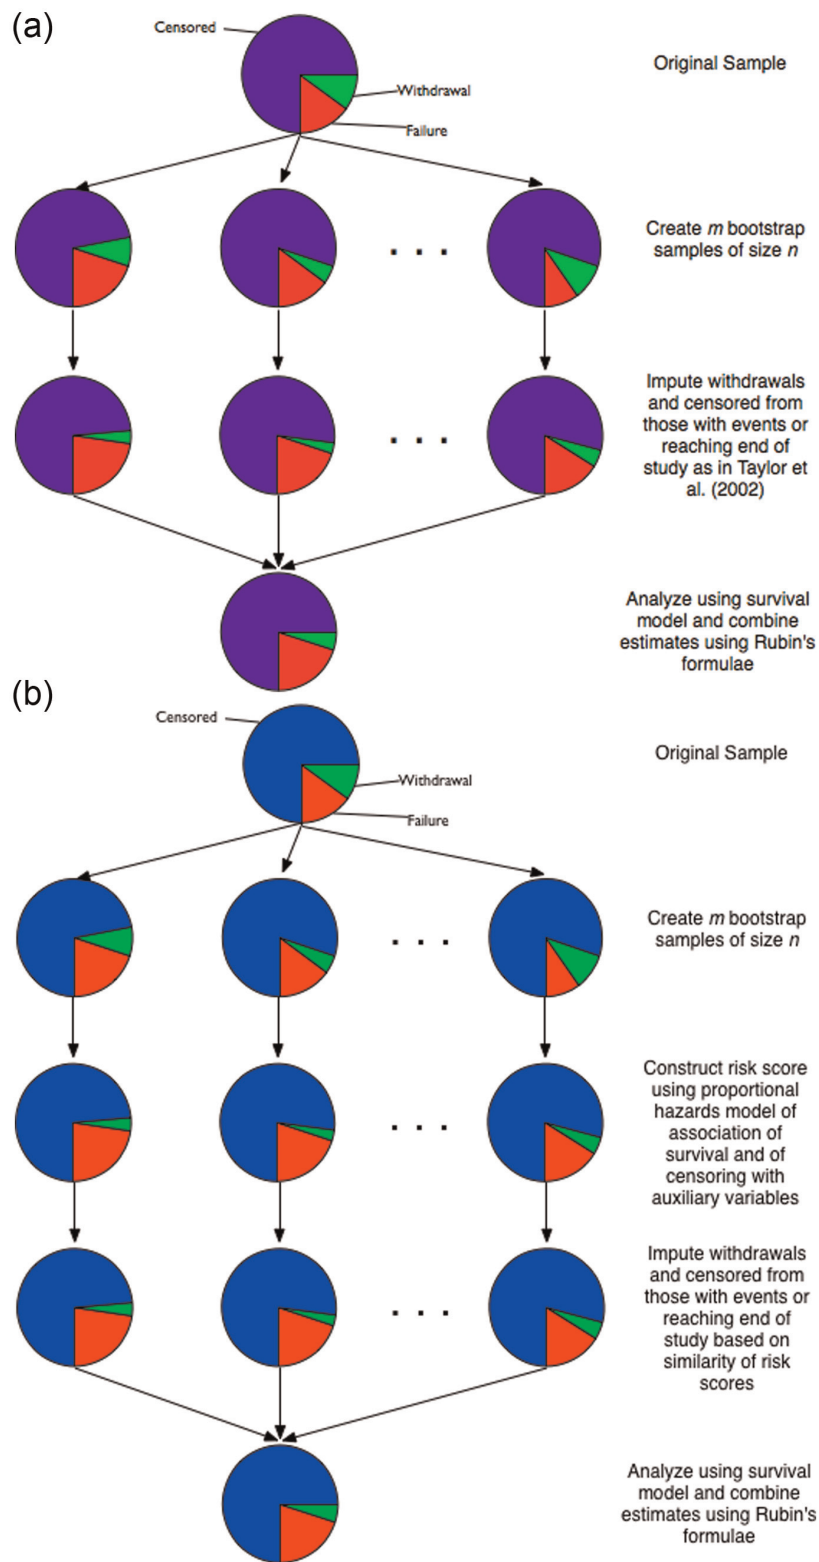 (a)
Censored
Original Sample
Withdrawal
Failure
Create m bootstrap
samples of size n
. . .
Impute withdrawals
and censored from
those with events or
reaching end of
study as in Taylor et
al. (2002)
. . .
Analyze using survival
model and combine
estimates using Rubin's
formulae
(b)
Censored
Original Sample
Withdrawal
Failure
Create m bootstrap
samples of size n
. . .
Construct risk score
using proportional
hazards model of
association of
survival and of
censoring with
auxiliary variables
. . .
Impute withdrawals
and censored from
those with events or
reaching end of
study based on
similarity of risk
scores
. . .
Analyze using survival
model and combine
estimates using Rubin's
formulae